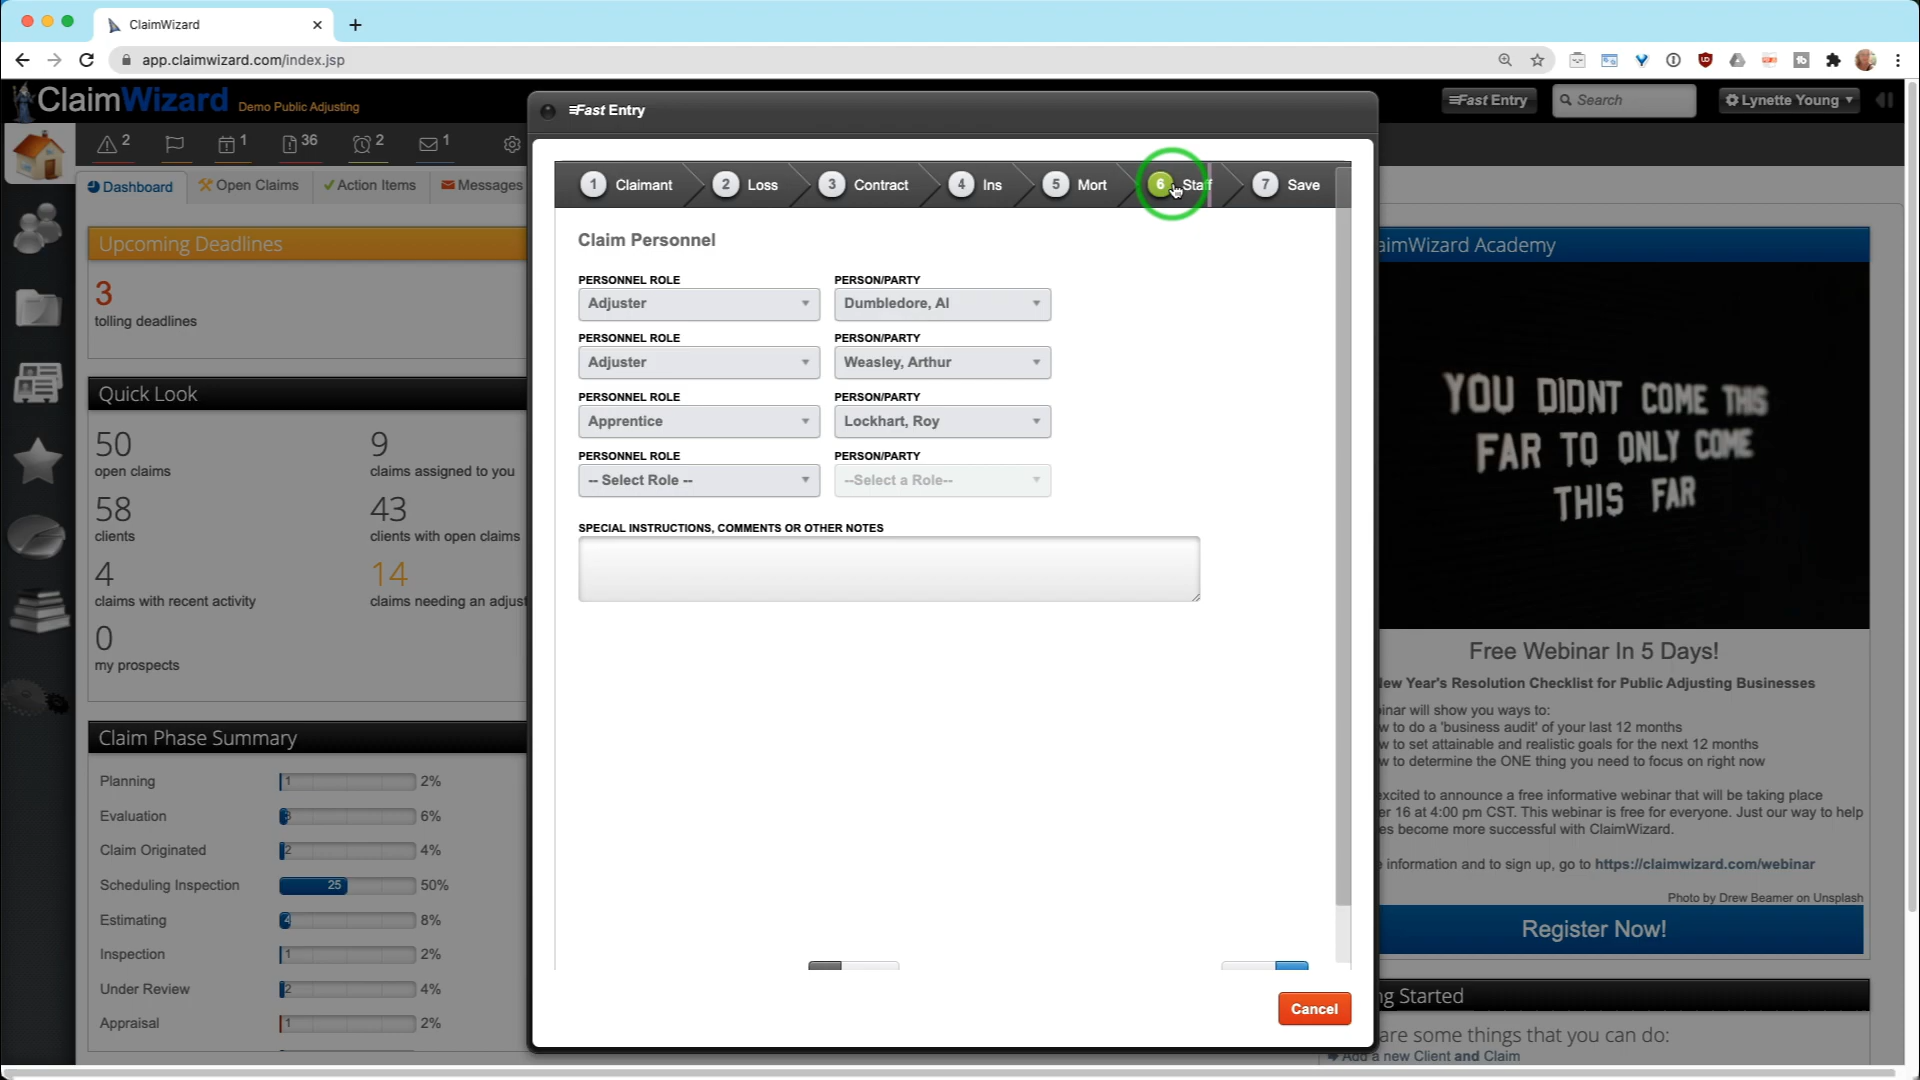 ClaimWizard
app.claimwizard.com/index.jsp
ClaimWizard Demo Public Adjusting
Fast Entry
Search
Lynette Young
2
1
36
2
1
Dashboard
Open Claims
Action Items
Messages
Upcoming Deadlines
3
tolling deadlines
Quick Look
50
open claims
9
claims assigned to you
58
clients
43
clients with open claims
4
claims with recent activity
14
claims needing an adjust
0
my prospects
Claim Phase Summary
Planning 1 2%
Evaluation 3 6%
Claim Originated 2 4%
Scheduling Inspection 25 50%
Estimating 4 8%
Inspection 1 2%
Under Review 2 4%
Appraisal 1 2%
Fast Entry
1 Claimant
2 Loss
3 Contract
4 Ins
5 Mort
6 Staff
7 Save
Claim Personnel
PERSONNEL ROLE PERSON/PARTY
Adjuster Dumbledore, Al
PERSONNEL ROLE PERSON/PARTY
Adjuster Weasley, Arthur
PERSONNEL ROLE PERSON/PARTY
Apprentice Lockhart, Roy
PERSONNEL ROLE PERSON/PARTY
-- Select Role -- --Select a Role--
SPECIAL INSTRUCTIONS, COMMENTS OR OTHER NOTES
Cancel
aimWizard Academy
YOU DIDNT COME THIS
FAR TO ONLY COME
THIS FAR
Free Webinar In 5 Days!
ew Year's Resolution Checklist for Public Adjusting Businesses
inar will show you ways to:
w to do a 'business audit' of your last 12 months
w to set attainable and realistic goals for the next 12 months
w to determine the ONE thing you need to focus on right now
excited to announce a free informative webinar that will be taking place
er 16 at 4:00 pm CST. This webinar is free for everyone. Just our way to help
es become more successful with ClaimWizard.
e information and to sign up, go to https://claimwizard.com/webinar
Photo by Drew Beamer on Unsplash
Register Now!
ng Started
are some things that you can do:
Add a new Client and Claim